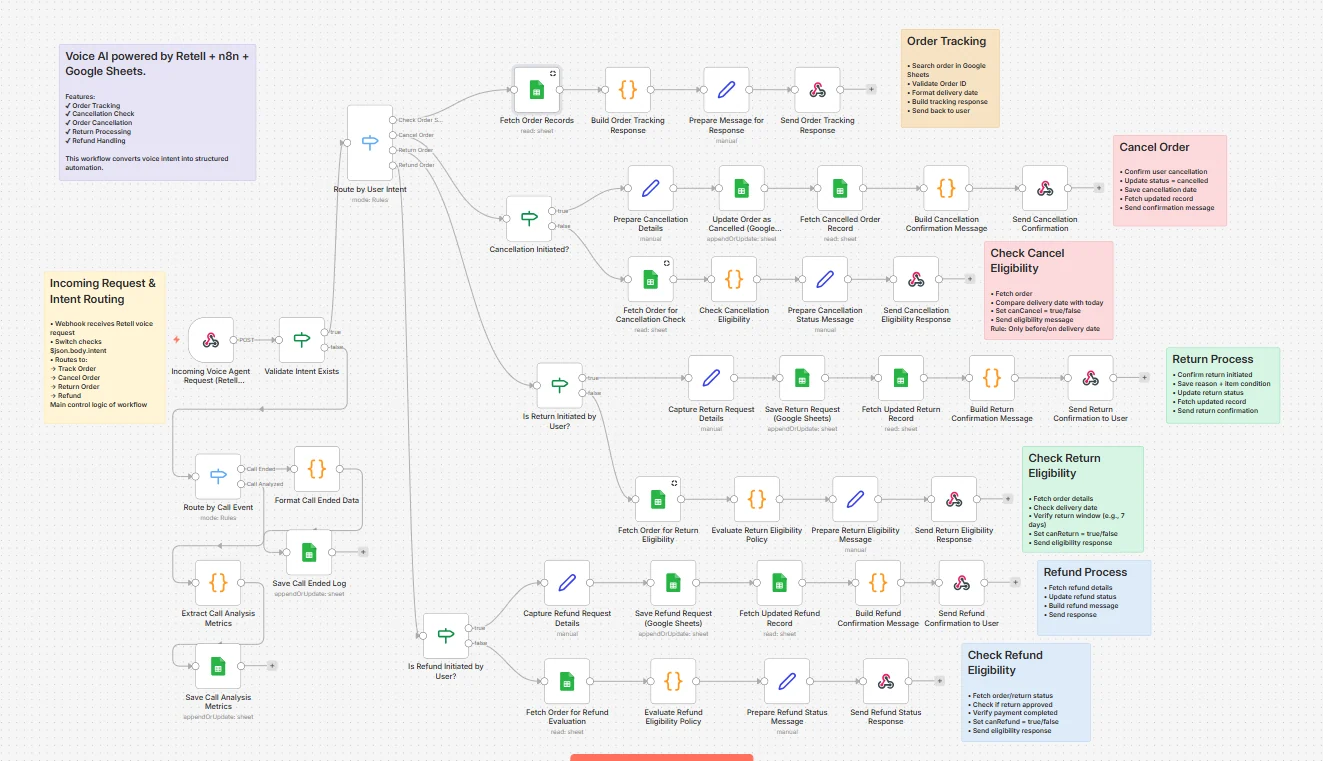 Voice AI powered by Retell + n8n +
Google Sheets.
Features:
✓ Order Tracking
✓ Cancellation Check
✓ Order Cancellation
✓ Return Processing
✓ Refund Handling
This workflow converts voice intent into structured
automation.
Incoming Request &
Intent Routing
• Webhook receives Retell voice
request
• Switch checks
$json.body.intent
• Routes to:
→ Track Order
→ Cancel Order
→ Return Order
→ Refund
Main control logic of workflow
POST
Incoming Voice Agent
Request (Retell...
true
false
Validate Intent Exists
Check Order S...
Cancel Order
Return Order
Refund Order
Route by User Intent
mode: Rules
Fetch Order Records
read: sheet
Build Order Tracking
Response
Prepare Message for
Response
manual
Send Order Tracking
Response
Order Tracking
• Search order in Google
Sheets
• Validate Order ID
• Format delivery date
• Build tracking response
• Send back to user
true
false
Cancellation Initiated?
Prepare Cancellation
Details
manual
Update Order as
Cancelled (Google...
appendOrUpdate: sheet
Fetch Cancelled Order
Record
read: sheet
Build Cancellation
Confirmation Message
Send Cancellation
Confirmation
Cancel Order
• Confirm user cancellation
• Update status = cancelled
• Save cancellation date
• Fetch updated record
• Send confirmation message
Fetch Order for
Cancellation Check
read: sheet
Check Cancellation
Eligibility
Prepare Cancellation
Status Message
manual
Send Cancellation
Eligibility Response
Check Cancel
Eligibility
• Fetch order
• Compare delivery date with today
• Set canCancel = true/false
• Send eligibility message
Rule: Only before/on delivery date
true
false
Is Return Initiated by
User?
Capture Return Request
Details
manual
Save Return Request
(Google Sheets)
appendOrUpdate: sheet
Fetch Updated Return
Record
read: sheet
Build Return
Confirmation Message
Send Return
Confirmation to User
Return Process
• Confirm return initiated
• Save reason + item condition
• Update return status
• Fetch updated record
• Send return confirmation
Fetch Order for Return
Eligibility
read: sheet
Evaluate Return Eligibility
Policy
Prepare Return Eligibility
Message
manual
Send Return Eligibility
Response
Check Return
Eligibility
• Fetch order details
• Check delivery date
• Verify return window (e.g., 7
days)
• Set canReturn = true/false
• Send eligibility response
Call Ended
Call Analyzed
Route by Call Event
mode: Rules
Format Call Ended Data
Save Call Ended Log
appendOrUpdate: sheet
Extract Call Analysis
Metrics
Save Call Analysis
Metrics
appendOrUpdate: sheet
true
false
Is Refund Initiated by
User?
Capture Refund Request
Details
manual
Save Refund Request
(Google Sheets)
appendOrUpdate: sheet
Fetch Updated Refund
Record
read: sheet
Build Refund
Confirmation Message
Send Refund
Confirmation to User
Refund Process
• Fetch refund details
• Update refund status
• Build refund message
• Send response
Fetch Order for Refund
Evaluation
read: sheet
Evaluate Refund
Eligibility Policy
Prepare Refund Status
Message
manual
Send Refund Status
Response
Check Refund
Eligibility
• Fetch order/return status
• Check if return approved
• Verify payment completed
• Set canRefund = true/false
• Send eligibility response